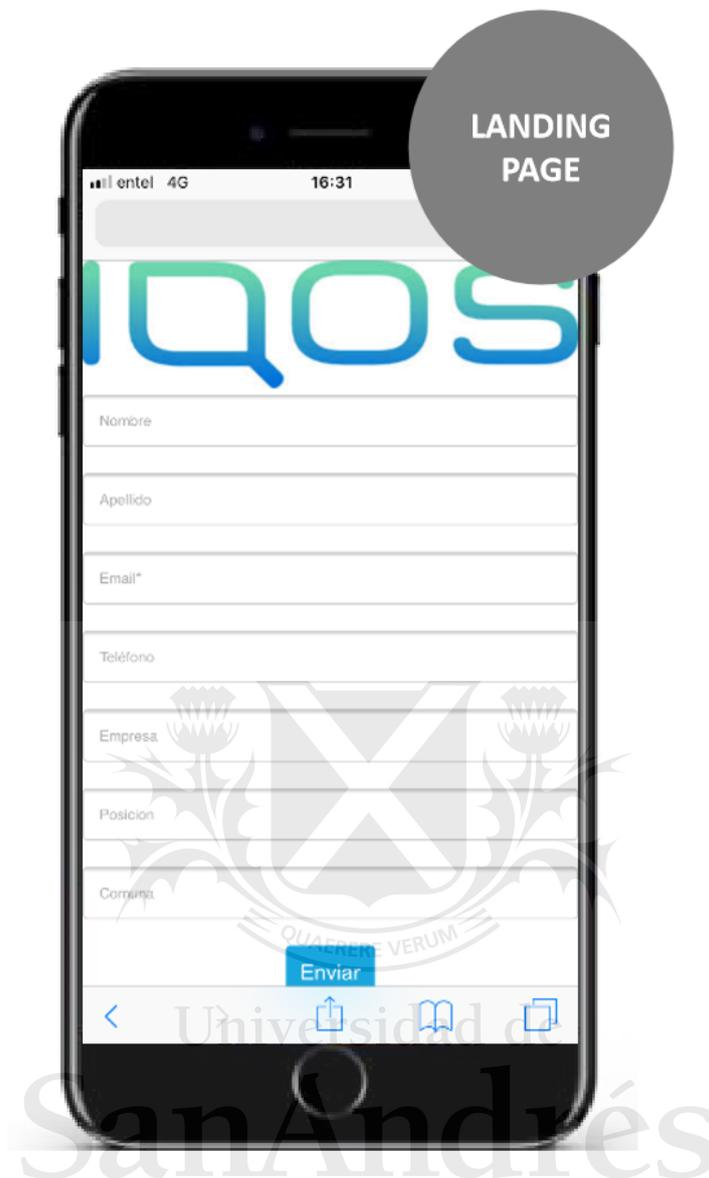 LANDING
PAGE
entel 4G 16:31
IQOS
Nombre
Apellido
Email*
Teléfono
Empresa
Posicion
Comuna
QUAERERE VERUM
Enviar
Universidad de
SanAndrés